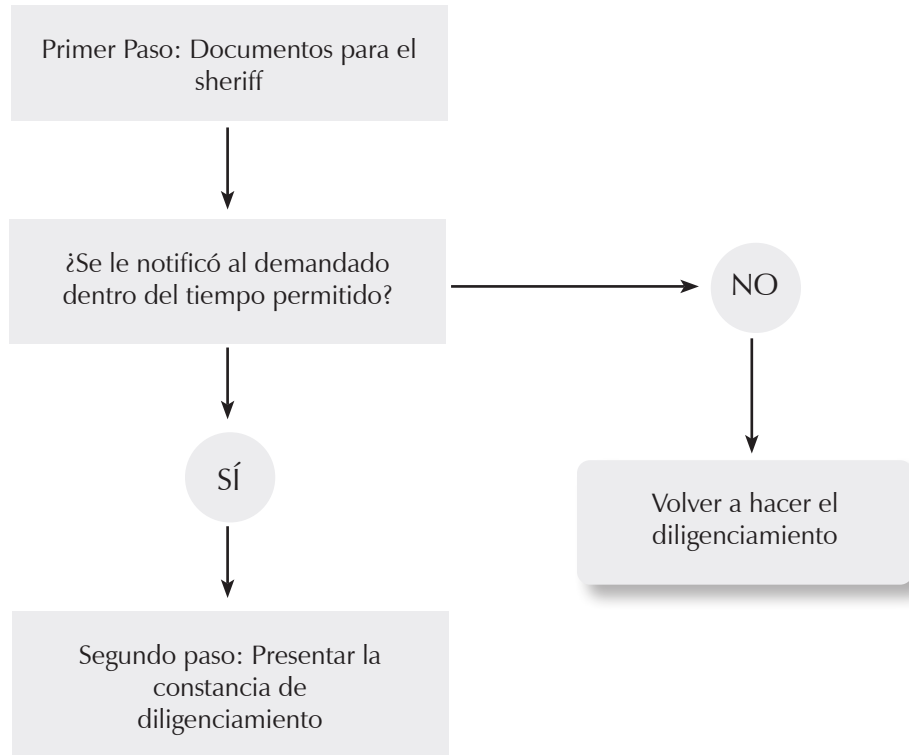 Primer Paso: Documentos para el
sheriff
¿Se le notificó al demandado
dentro del tiempo permitido?
NO
SÍ
Volver a hacer el
diligenciamiento
Segundo paso: Presentar la
constancia de
diligenciamiento